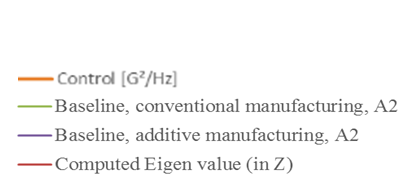 Control [G²/Hz]
Baseline, conventional manufacturing, A2
Baseline, additive manufacturing, A2
Computed Eigen value (in Z)